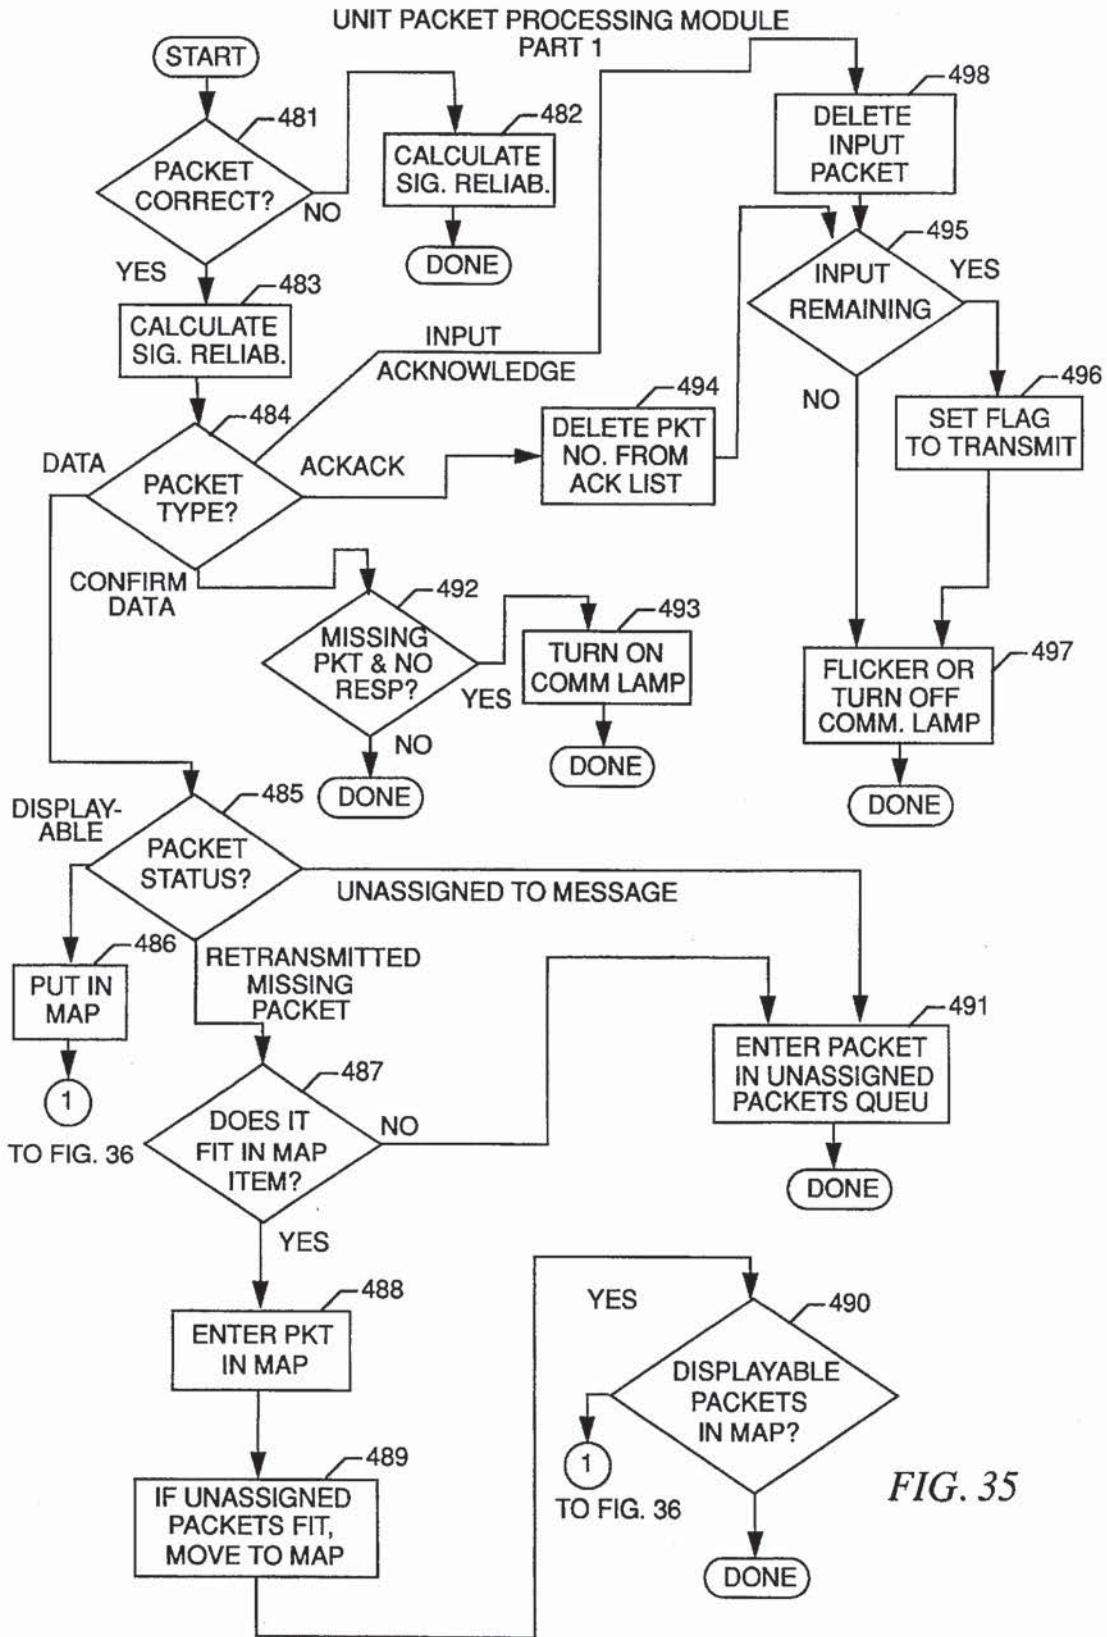 UNIT PACKET PROCESSING MODULE
PART 1
START
481
PACKET
CORRECT?
NO
YES
482
CALCULATE
SIG. RELIAB.
DONE
483
CALCULATE
SIG. RELIAB.
INPUT
ACKNOWLEDGE
498
DELETE
INPUT
PACKET
495
INPUT
REMAINING
YES
NO
496
SET FLAG
TO TRANSMIT
494
DELETE PKT
NO. FROM
ACK LIST
484
PACKET
TYPE?
DATA
ACKACK
CONFIRM
DATA
492
MISSING
PKT & NO
RESP?
YES
NO
DONE
493
TURN ON
COMM LAMP
DONE
497
FLICKER OR
TURN OFF
COMM. LAMP
DONE
485
PACKET
STATUS?
DISPLAY-
ABLE
UNASSIGNED TO MESSAGE
RETRANSMITTED
MISSING
PACKET
486
PUT IN
MAP
1
TO FIG. 36
487
DOES IT
FIT IN MAP
ITEM?
NO
YES
491
ENTER PACKET
IN UNASSIGNED
PACKETS QUEU
DONE
488
ENTER PKT
IN MAP
489
IF UNASSIGNED
PACKETS FIT,
MOVE TO MAP
YES
490
DISPLAYABLE
PACKETS
IN MAP?
1
TO FIG. 36
DONE
FIG. 35